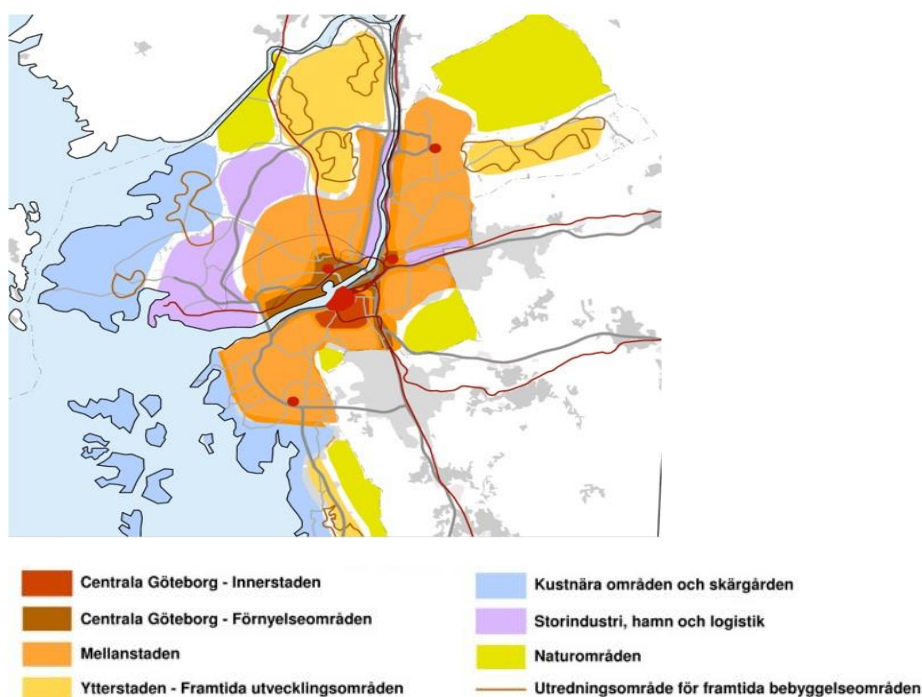 Centrala Göteborg - Innerstaden
Centrala Göteborg - Förnyelseområden
Mellanstaden
Ytterstaden - Framtida utvecklingsområden
Kustnära områden och skärgården
Storindustri, hamn och logistik
Naturområden
Utredningsområde för framtida bebyggelseområden